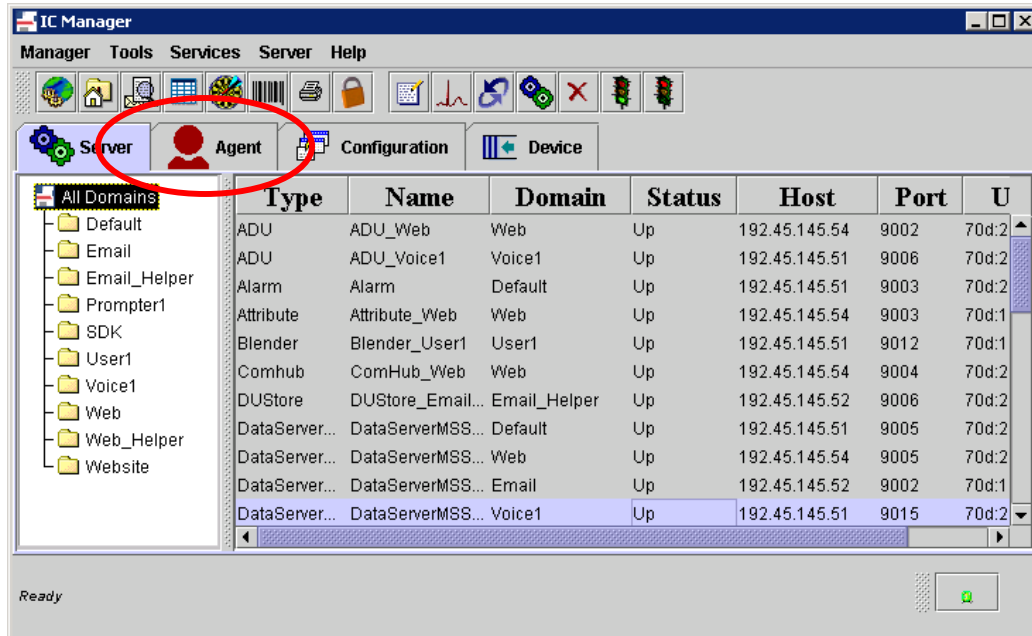 IC Manager
Manager Tools Services Server Help
Server Agent Configuration Device
All Domains
Default
Email
Email_Helper
Prompter1
SDK
User1
Voice1
Web
Web_Helper
Website
Type Name Domain Status Host Port U
ADU ADU_Web Web Up 192.45.145.54 9002 70d:2
ADU ADU_Voice1 Voice1 Up 192.45.145.51 9006 70d:2
Alarm Alarm Default Up 192.45.145.51 9003 70d:2
Attribute Attribute_Web Web Up 192.45.145.54 9003 70d:1
Blender Blender_User1 User1 Up 192.45.145.51 9012 70d:1
Comhub ComHub_Web Web Up 192.45.145.54 9004 70d:2
DUStore DUStore_Email... Email_Helper Up 192.45.145.52 9006 70d:2
DataServer... DataServerMSS... Default Up 192.45.145.51 9005 70d:2
DataServer... DataServerMSS... Web Up 192.45.145.54 9005 70d:2
DataServer... DataServerMSS... Email Up 192.45.145.52 9002 70d:1
DataServer... DataServerMSS... Voice1 Up 192.45.145.51 9015 70d:2
Ready